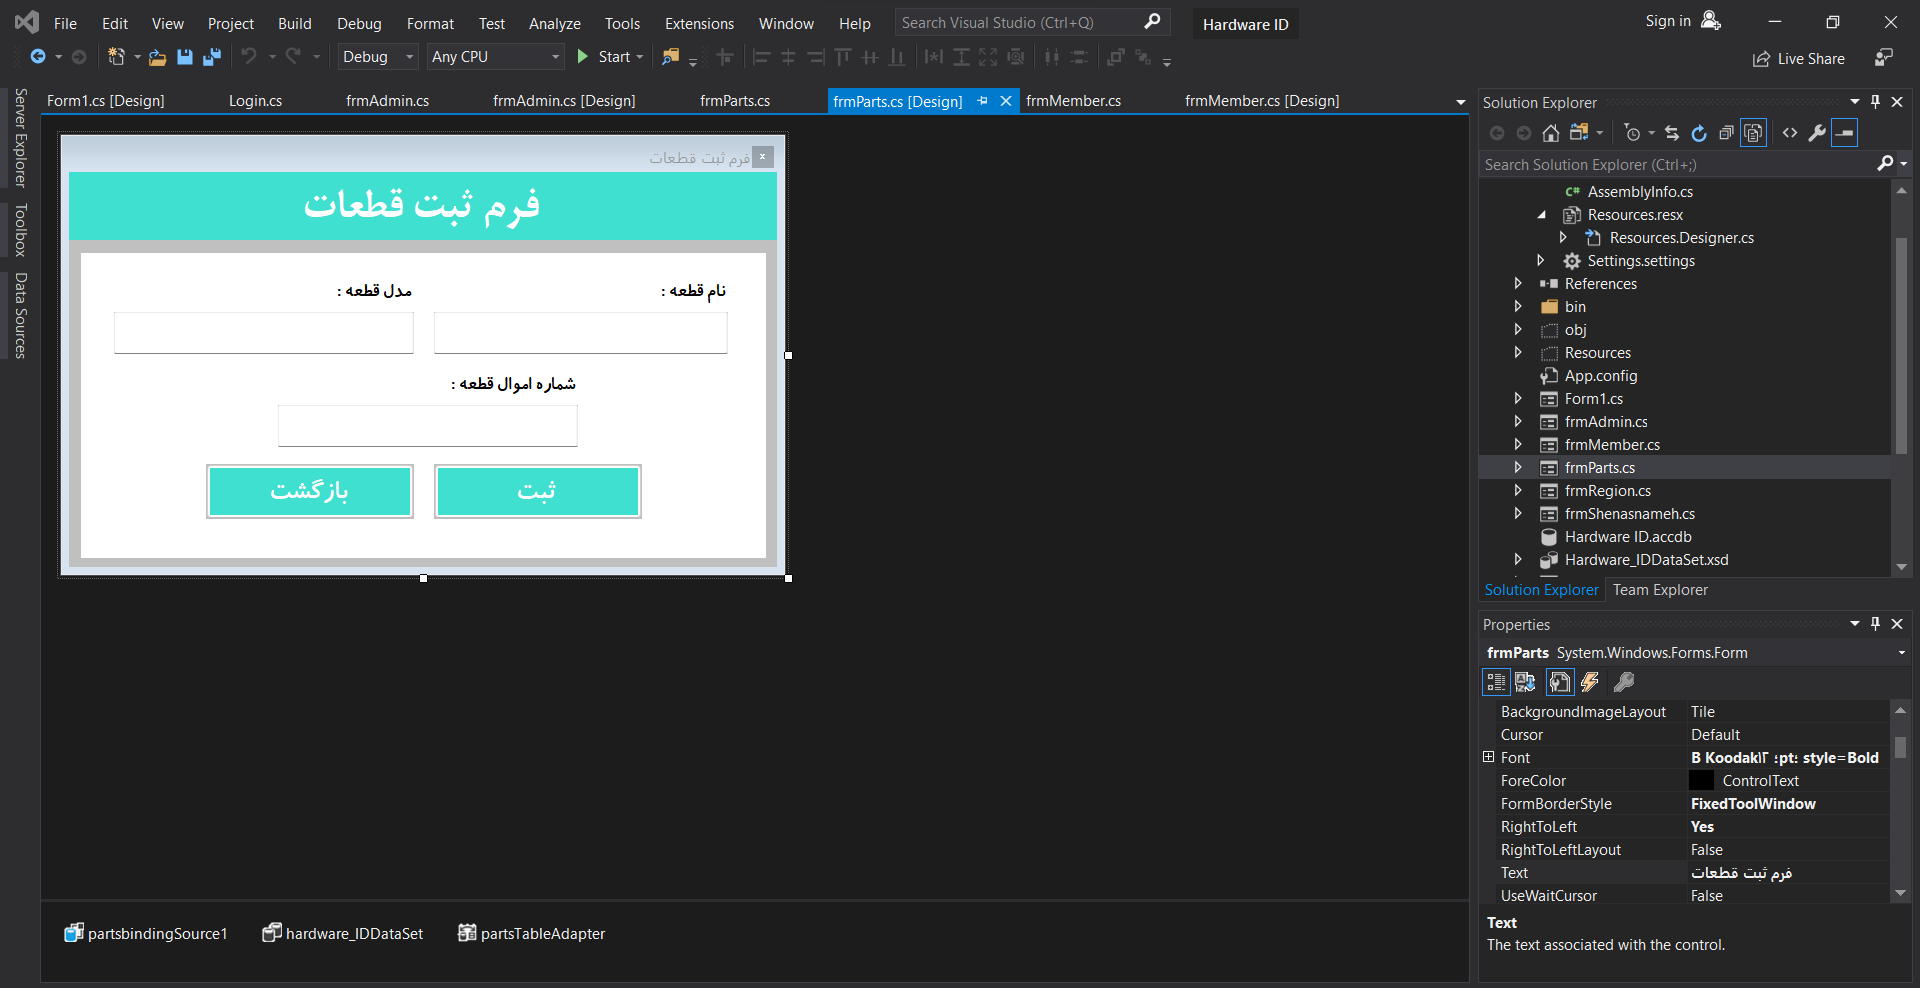 File Edit View Project Build Debug Format Test Analyze Tools Extensions Window Help Search Visual Studio (Ctrl+Q) Hardware ID Sign in
Debug Any CPU Start Live Share
Server Explorer
Toolbox
Data Sources
Form1.cs [Design] Login.cs frmAdmin.cs frmAdmin.cs [Design] frmParts.cs frmParts.cs [Design] frmMember.cs frmMember.cs [Design]
فرم ثبت قطعات
فرم ثبت قطعات
نام قطعه : مدل قطعه :
شماره اموال قطعه :
ثبت بازگشت
partsbindingSource1 hardware_IDDataSet partsTableAdapter
Solution Explorer
Search Solution Explorer (Ctrl+;)
C# AssemblyInfo.cs
Resources.resx
Resources.Designer.cs
Settings.settings
References
bin
obj
Resources
App.config
Form1.cs
frmAdmin.cs
frmMember.cs
frmParts.cs
frmRegion.cs
frmShenasnameh.cs
Hardware ID.accdb
Hardware_IDDataSet.xsd
Solution Explorer Team Explorer
Properties
frmParts System.Windows.Forms.Form
BackgroundImageLayout Tile
Cursor Default
Font B Koodak pt; style=Bold
ForeColor ControlText
FormBorderStyle FixedToolWindow
RightToLeft Yes
RightToLeftLayout False
Text فرم ثبت قطعات
UseWaitCursor False
Text
The text associated with the control.